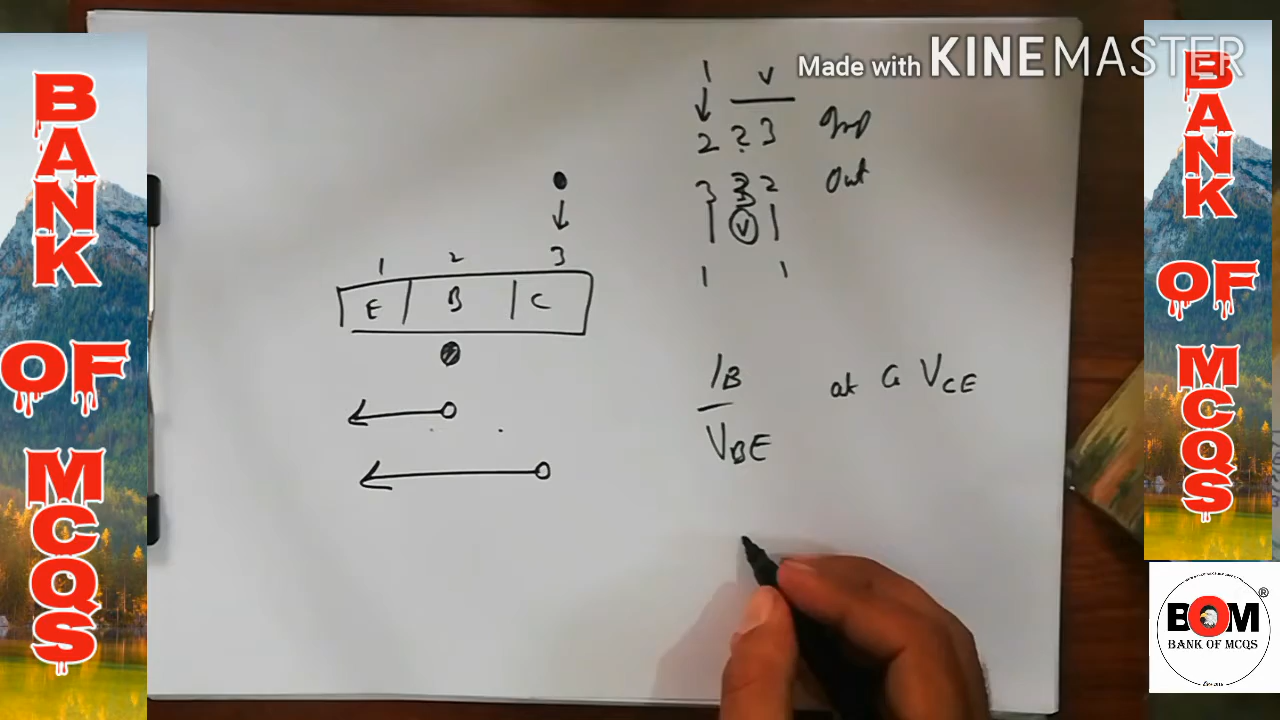 Made with KINEMASTER
BANK OF MCQS
BANK OF MCQS
1 V
2 2 3 Inp
3 3 2 Out
V
1 1
1 2 3
E B C
IB
VBE
at a VCE
BOM
®
BANK OF MCQS